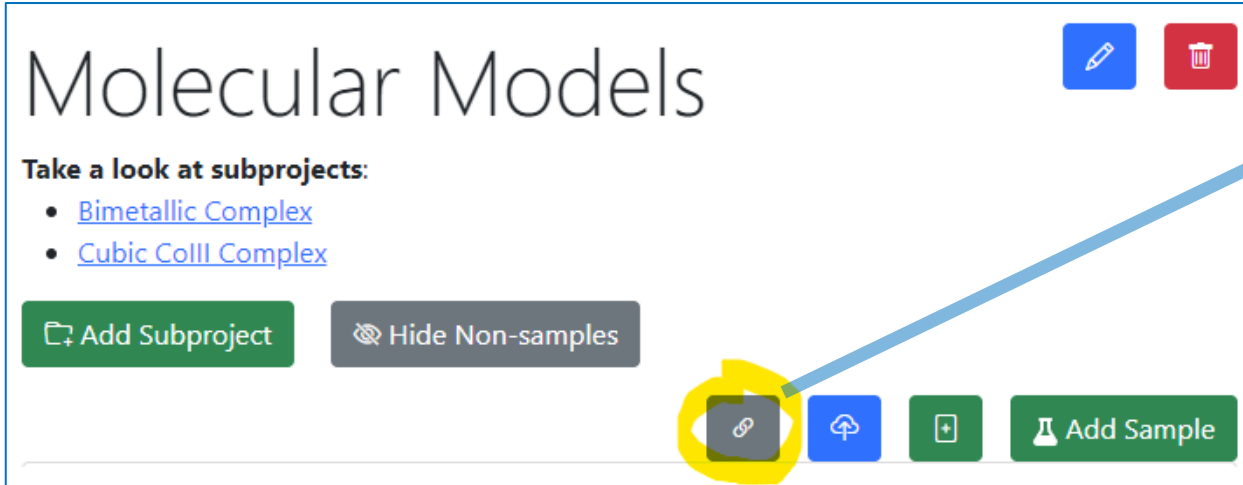 Molecular Models
Take a look at subprojects:
Bimetallic Complex
Cubic CoIII Complex
Add Subproject
Hide Non-samples
Add Sample